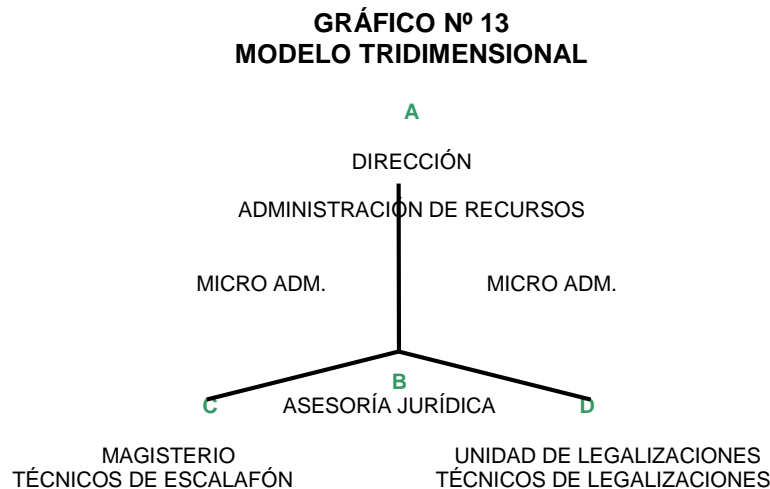 GRÁFICO Nº 13
MODELO TRIDIMENSIONAL
A
DIRECCIÓN
ADMINISTRACIÓN DE RECURSOS
MICRO ADM. MICRO ADM.
B
C ASESORÍA JURÍDICA D
MAGISTERIO UNIDAD DE LEGALIZACIONES
TÉCNICOS DE ESCALAFÓN TÉCNICOS DE LEGALIZACIONES